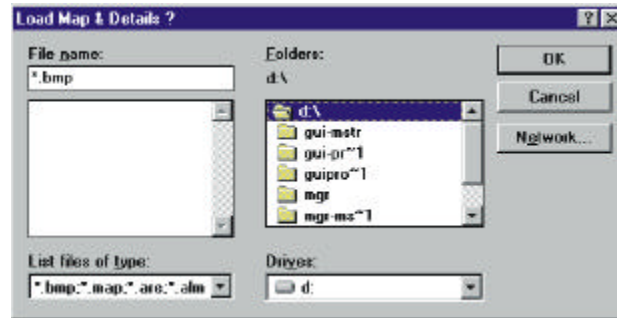 Load Map & Details ?
File name:
*.bmp
List files of type:
*.bmp;*.map;*.are;*.alm
Folders:
d:\
d:\
gui-mstr
gui-pr~1
guipro~1
mgr
mgr-ms~1
Drives:
d:
OK
Cancel
Network...